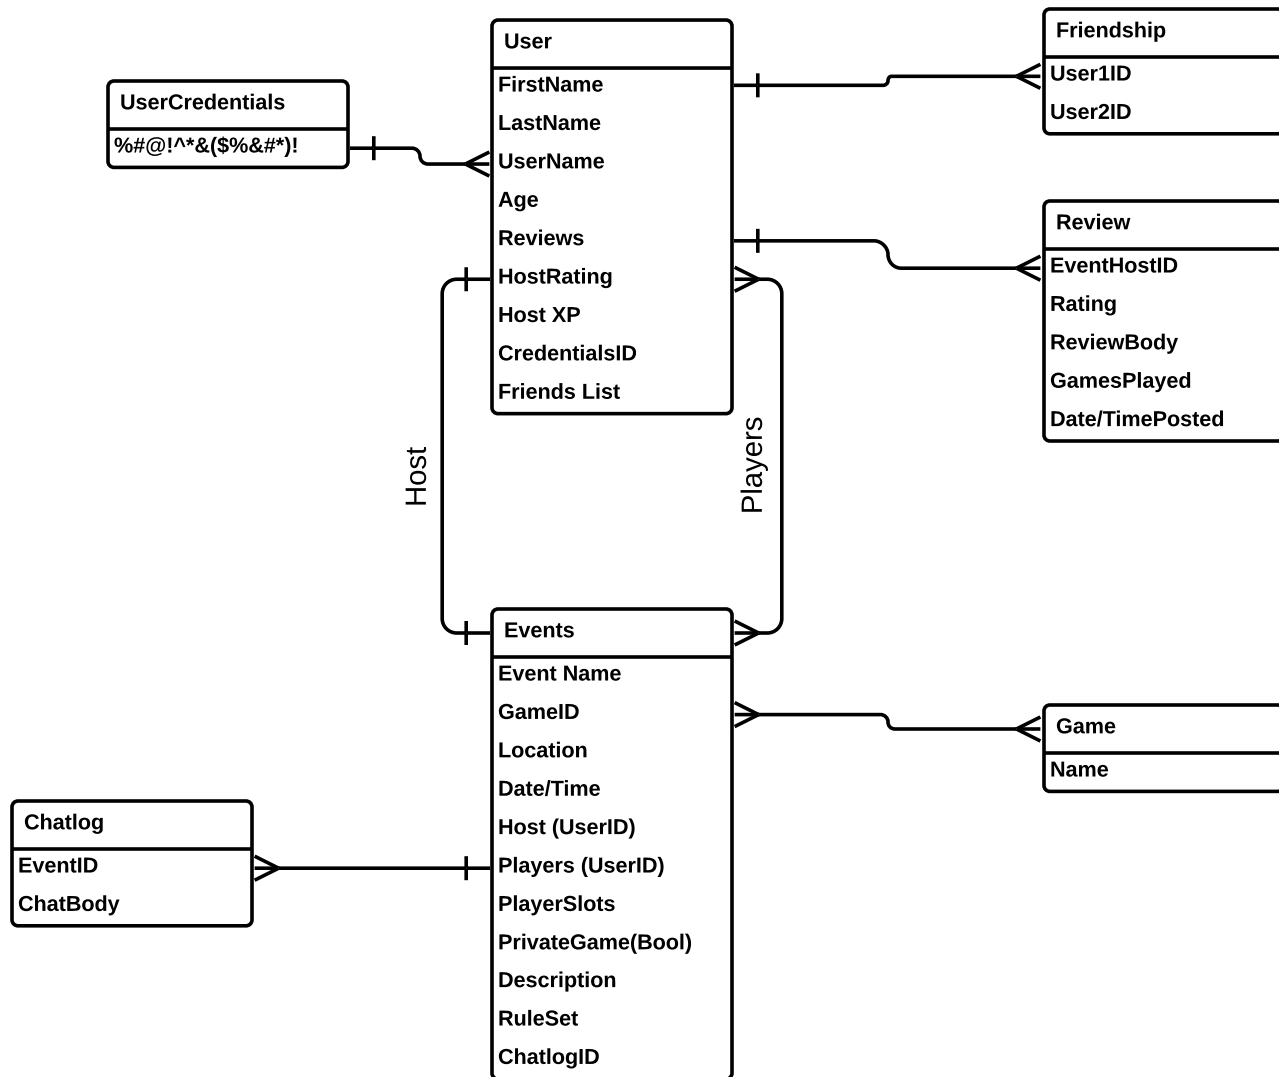 User
FirstName
LastName
UserName
Age
Reviews
HostRating
Host XP
CredentialsID
Friends List
UserCredentials
%#@!^*&($%&#*)!
Friendship
User1ID
User2ID
Review
EventHostID
Rating
ReviewBody
GamesPlayed
Date/TimePosted
Host
Players
Events
Event Name
GameID
Location
Date/Time
Host (UserID)
Players (UserID)
PlayerSlots
PrivateGame(Bool)
Description
RuleSet
ChatlogID
Game
Name
Chatlog
EventID
ChatBody